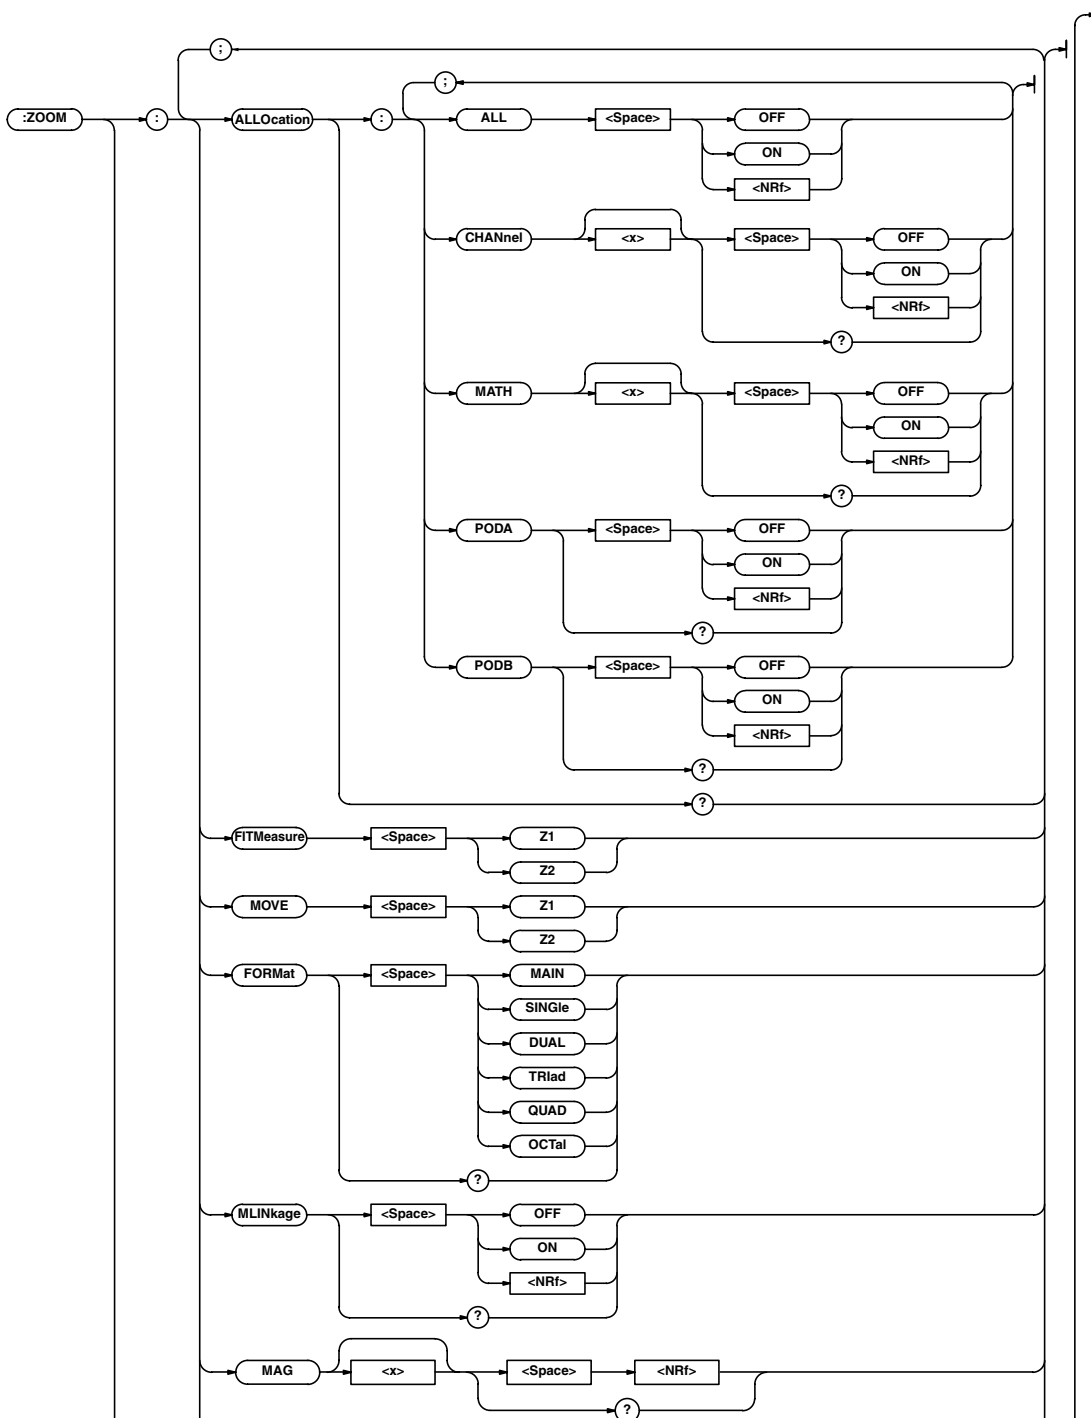 ;
;
:ZOOM : ALLOcation : ALL <Space> OFF
ON
<NRf>
CHANnel <x> <Space> OFF
ON
<NRf>
?
MATH <x> <Space> OFF
ON
<NRf>
?
PODA <Space> OFF
ON
<NRf>
?
PODB <Space> OFF
ON
<NRf>
?
?
FITMeasure <Space> Z1
Z2
MOVE <Space> Z1
Z2
FORMat <Space> MAIN
SINGle
DUAL
TRIad
QUAD
OCTal
?
MLINkage <Space> OFF
ON
<NRf>
?
MAG <x> <Space> <NRf>
?